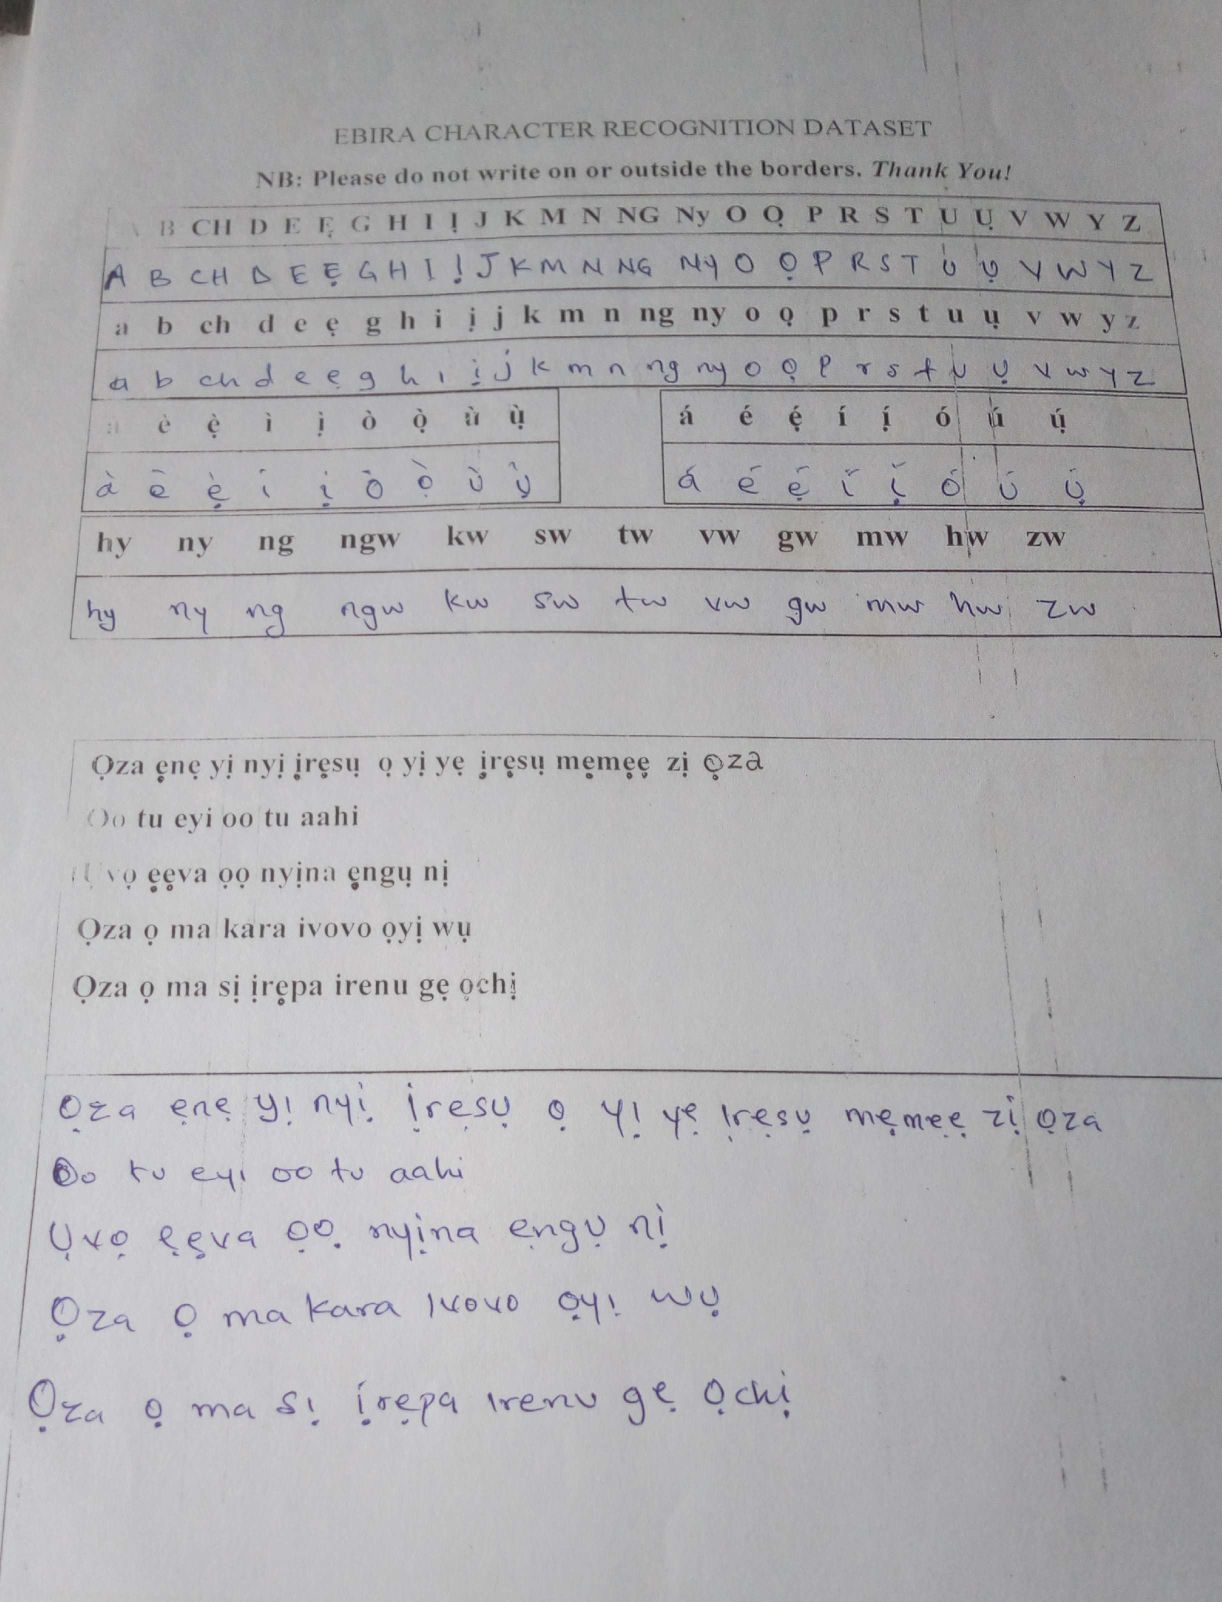 EBIRA CHARACTER RECOGNITION DATASET
NB: Please do not write on or outside the borders. Thank You!
A B CH D E Ẹ G H I Ị J K M N NG Ny O Ọ P R S T U Ụ V W Y Z
A B CH D E Ẹ G H I Ị J K M N NG NY O Ọ P R S T U Ụ V W Y Z
a b ch d e ẹ g h i ị j k m n ng ny o ọ p r s t u ụ v w y z
a b ch d e ẹ g h i ị j k m n ng ny o ọ p r s t u ụ v w y z
a è ẹ̀ ì ị ò ọ̀ ù ụ̀ á é ẹ́ í ị́ ó ú ụ́
à è ẹ̀ ì ị̀ ò ọ̀ ù ụ̀ á é ẹ́ í ị́ ó ú ụ́
hy ny ng ngw kw sw tw vw gw mw hw zw
hy ny ng ngw kw sw tw vw gw mw hw zw
Ọza ẹnẹ yị nyị ịrẹsụ ọ yị yẹ ịrẹsụ mẹmẹẹ zị ọza
Oo tu eyi oo tu aahi
Ụvọ ẹẹva ọọ nyịna ẹngụ nị
Ọza ọ ma kara ivovo ọyị wụ
Ọza ọ ma sị ịrẹpa irenu gẹ ọchị
Ọza ẹnẹ yị nyị ịrẹsụ ọ yị yẹ ịrẹsụ mẹmẹẹ zị ọza
Oo tu eyi oo tu aahi
Ụvọ ẹẹva ọọ nyịna ẹngụ nị
Ọza ọ ma kara ivovo ọyị wụ
Ọza ọ ma sị ịrẹpa irenu gẹ ọchị